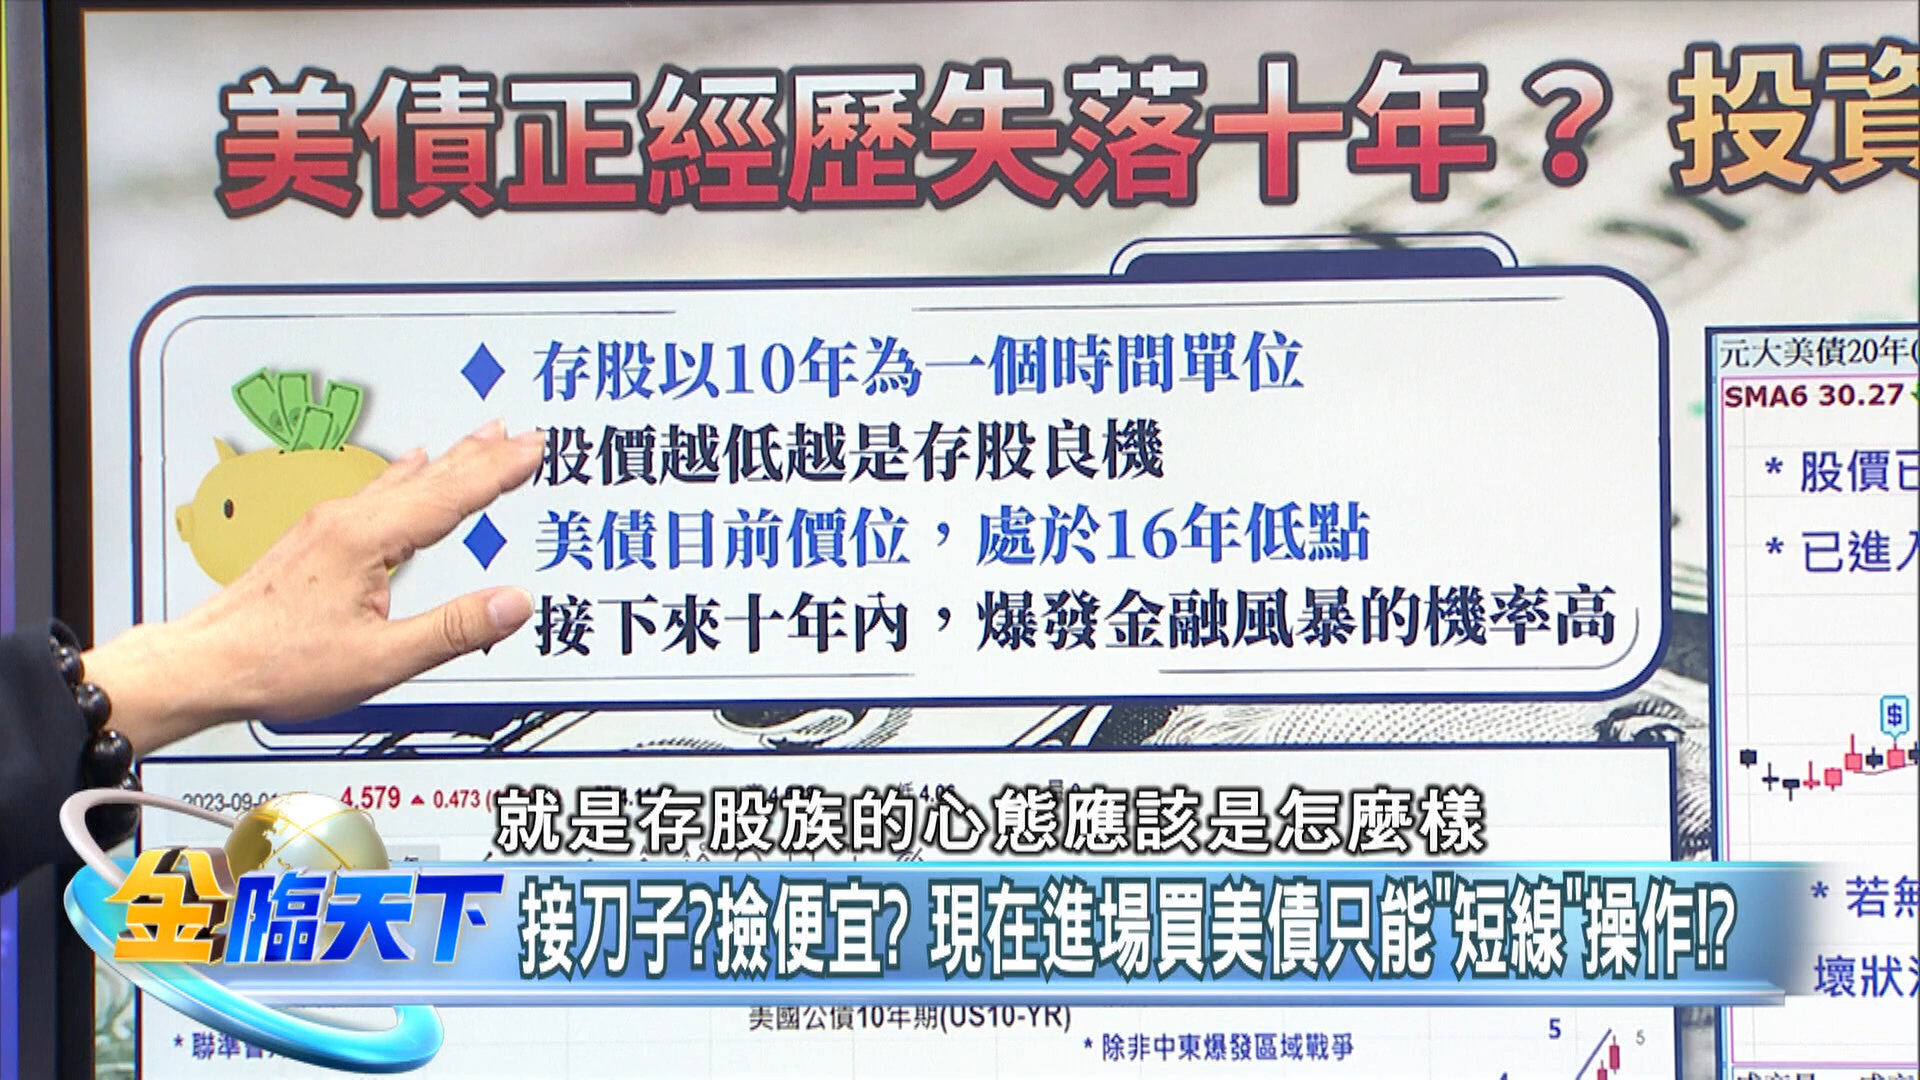 美債正經歷失落十年？ 投資
存股以10年為一個時間單位
股價越低越是存股良機
美債目前價位，處於16年低點
接下來十年內，爆發金融風暴的機率高
元大美債20年(
SMA6 30.27
* 股價已
* 已進入
$
4.579 ▲ 0.473
就是存股族的心態應該是怎麼樣
金臨天下
接刀子?撿便宜? 現在進場買美債只能"短線"操作!?
* 若無
壞狀況
美國公債10年期(US10-YR)
* 聯準會
* 除非中東爆發區域戰爭
5
5